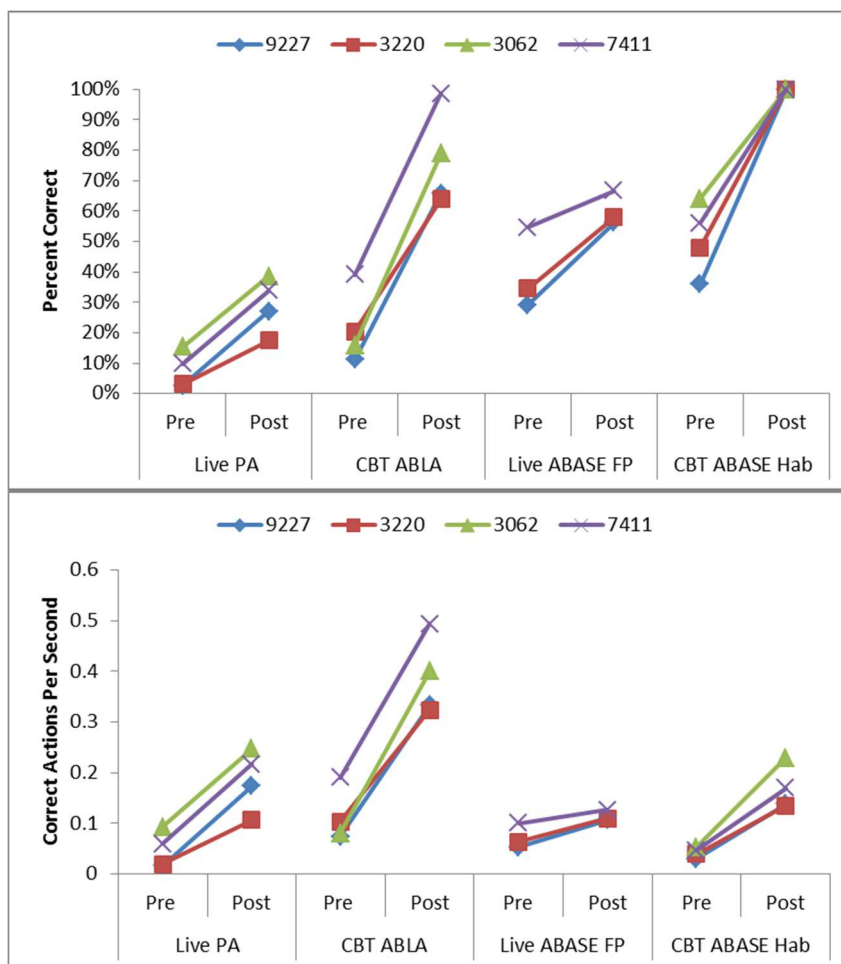 9227 3220 3062 7411
100%
90%
80%
70%
60%
50%
40%
30%
20%
10%
0%
Percent Correct
Pre Post Pre Post Pre Post Pre Post
Live PA CBT ABLA Live ABASE FP CBT ABASE Hab
9227 3220 3062 7411
0.6
0.5
0.4
0.3
0.2
0.1
0
Correct Actions Per Second
Pre Post Pre Post Pre Post Pre Post
Live PA CBT ABLA Live ABASE FP CBT ABASE Hab